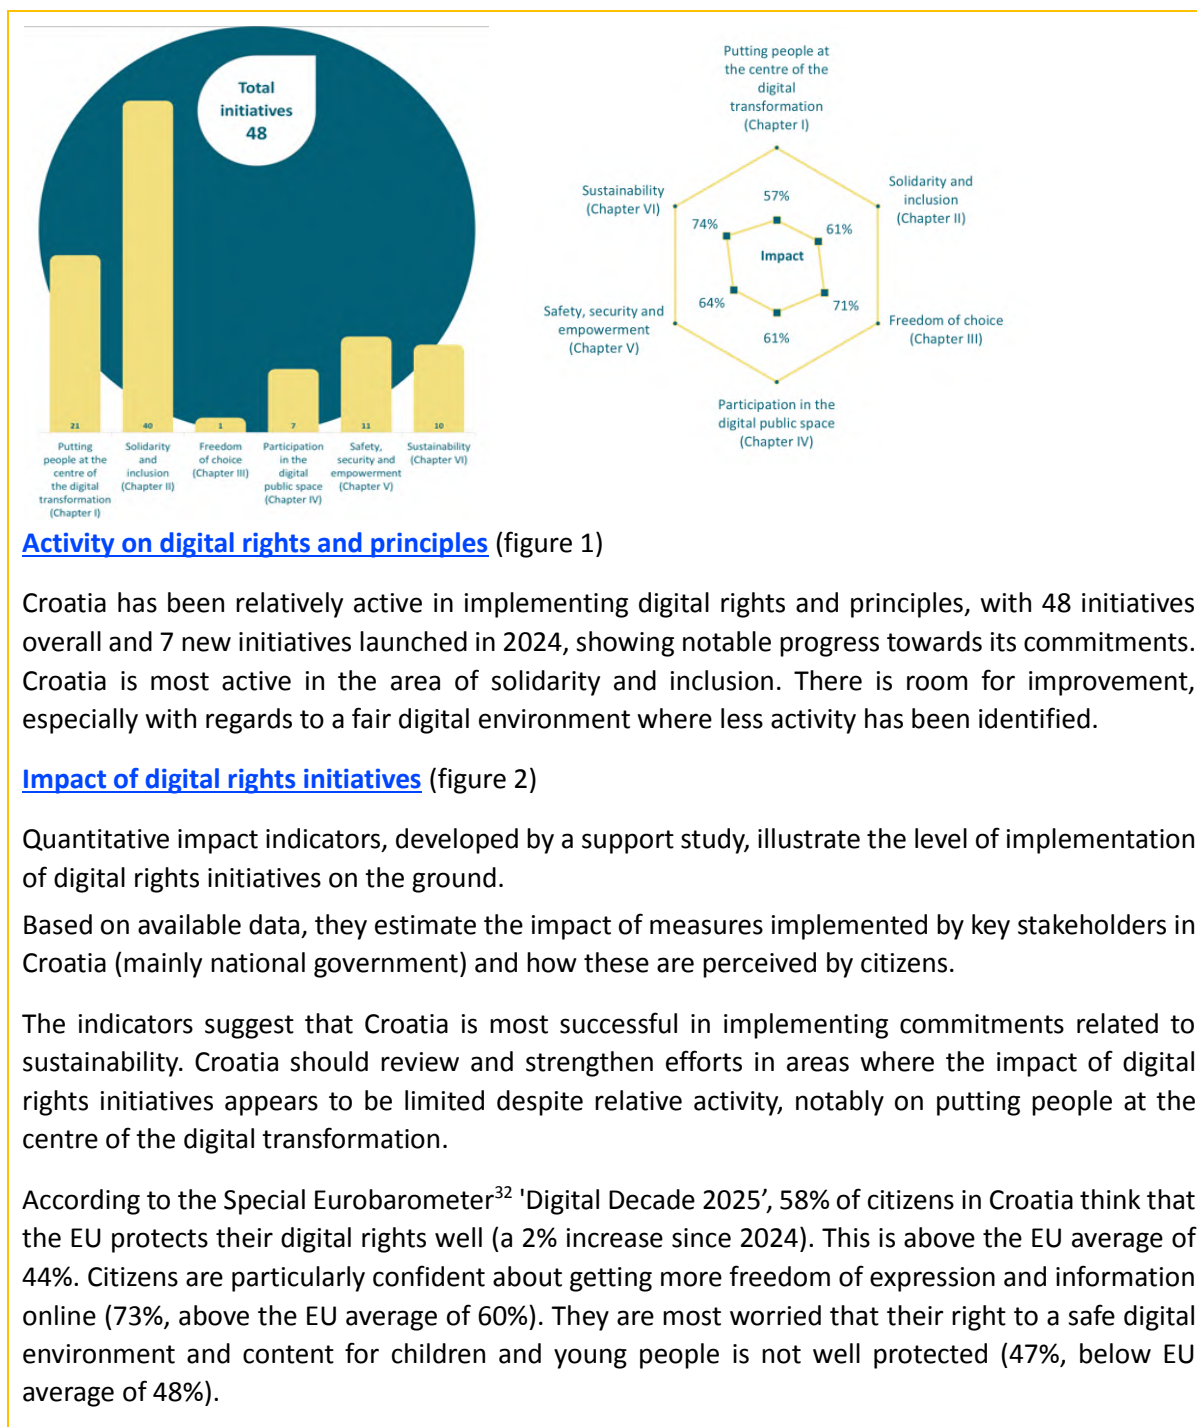 Total
initiatives
48
21
40
1
7
11
10
Putting
people at the
centre of
the digital
transformation
(Chapter I)
Solidarity
and
inclusion
(Chapter II)
Freedom
of choice
(Chapter III)
Participation
in the
digital
public space
(Chapter IV)
Safety,
security and
empowerment
(Chapter V)
Sustainability
(Chapter VI)
Putting people at
the centre of the
digital
transformation
(Chapter I)
Solidarity and
inclusion
(Chapter II)
Freedom of choice
(Chapter III)
Participation in the
digital public space
(Chapter IV)
Safety, security and
empowerment
(Chapter V)
Sustainability
(Chapter VI)
57%
61%
71%
61%
64%
74%
Impact
Activity on digital rights and principles (figure 1)
Croatia has been relatively active in implementing digital rights and principles, with 48 initiatives
overall and 7 new initiatives launched in 2024, showing notable progress towards its commitments.
Croatia is most active in the area of solidarity and inclusion. There is room for improvement,
especially with regards to a fair digital environment where less activity has been identified.
Impact of digital rights initiatives (figure 2)
Quantitative impact indicators, developed by a support study, illustrate the level of implementation
of digital rights initiatives on the ground.
Based on available data, they estimate the impact of measures implemented by key stakeholders in
Croatia (mainly national government) and how these are perceived by citizens.
The indicators suggest that Croatia is most successful in implementing commitments related to
sustainability. Croatia should review and strengthen efforts in areas where the impact of digital
rights initiatives appears to be limited despite relative activity, notably on putting people at the
centre of the digital transformation.
According to the Special Eurobarometer32 'Digital Decade 2025’, 58% of citizens in Croatia think that
the EU protects their digital rights well (a 2% increase since 2024). This is above the EU average of
44%. Citizens are particularly confident about getting more freedom of expression and information
online (73%, above the EU average of 60%). They are most worried that their right to a safe digital
environment and content for children and young people is not well protected (47%, below EU
average of 48%).